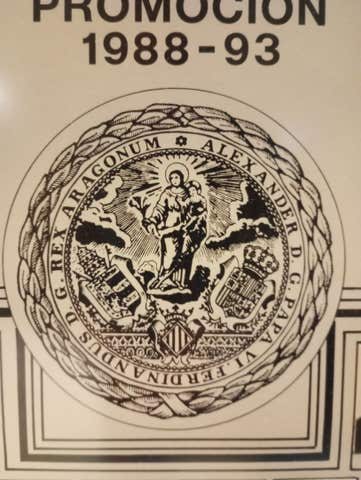 PROMOCION
1988-93
ALEXANDER D. G. PAPA VI. FERDINANDUS D. G. REX ARAGONUM ✡